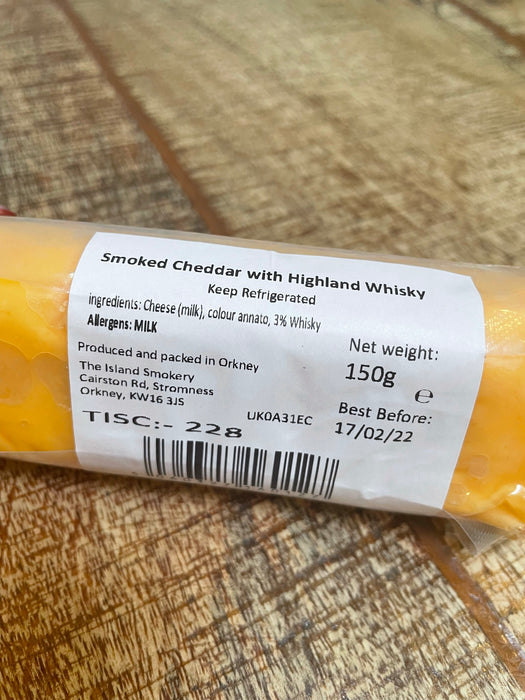 Smoked Cheddar with Highland Whisky
Keep Refrigerated
ingredients: Cheese (milk), colour annato, 3% Whisky
Allergens: MILK
Produced and packed in Orkney
The Island Smokery
Cairston Rd, Stromness
Orkney, KW16 3JS
UK0A31EC
TISC:- 228
Net weight:
150g ℮
Best Before:
17/02/22